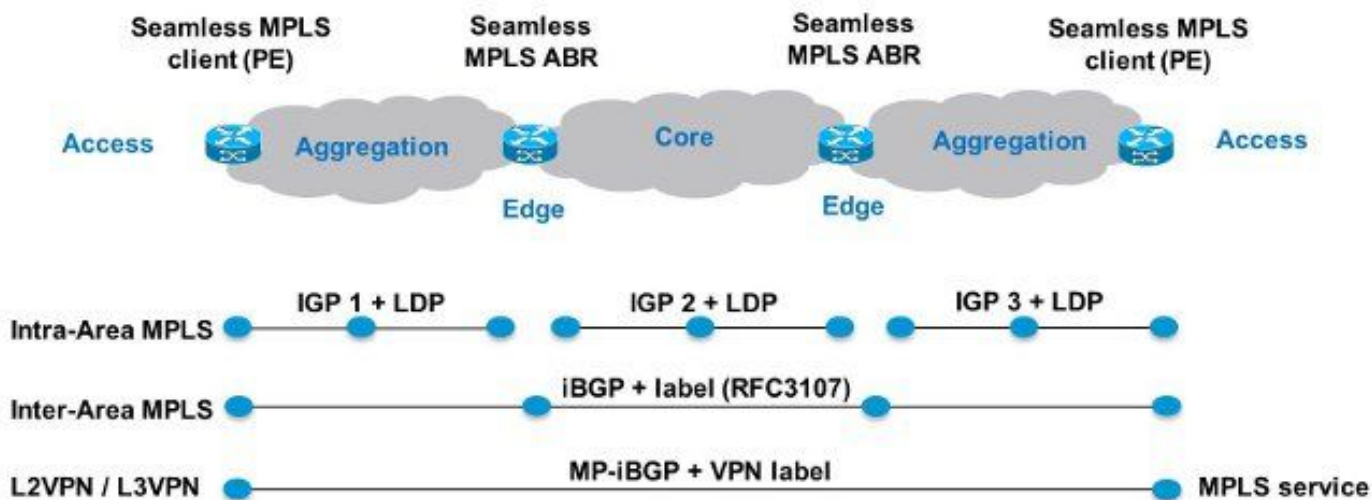 Seamless MPLS
client (PE)
Seamless
MPLS ABR
Seamless
MPLS ABR
Seamless MPLS
client (PE)
Access
Aggregation
Core
Aggregation
Access
Edge
Edge
IGP 1 + LDP
IGP 2 + LDP
IGP 3 + LDP
Intra-Area MPLS
iBGP + label (RFC3107)
Inter-Area MPLS
MP-iBGP + VPN label
L2VPN / L3VPN
MPLS service